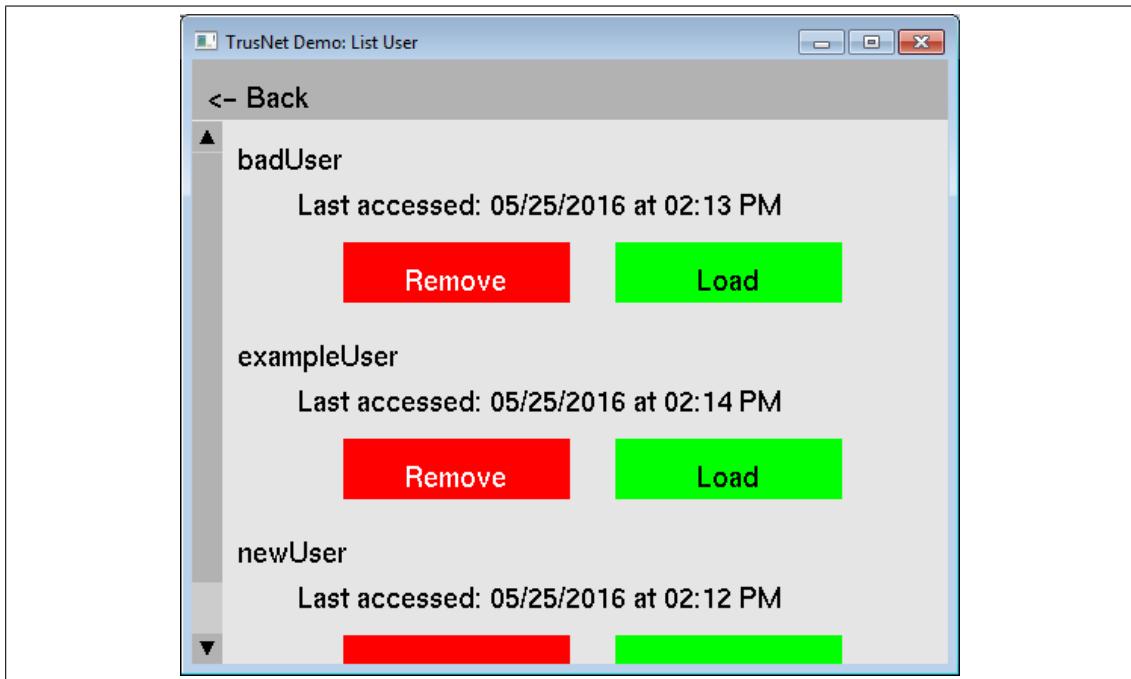 TrusNet Demo: List User
<- Back
badUser
Last accessed: 05/25/2016 at 02:13 PM
Remove Load
exampleUser
Last accessed: 05/25/2016 at 02:14 PM
Remove Load
newUser
Last accessed: 05/25/2016 at 02:12 PM